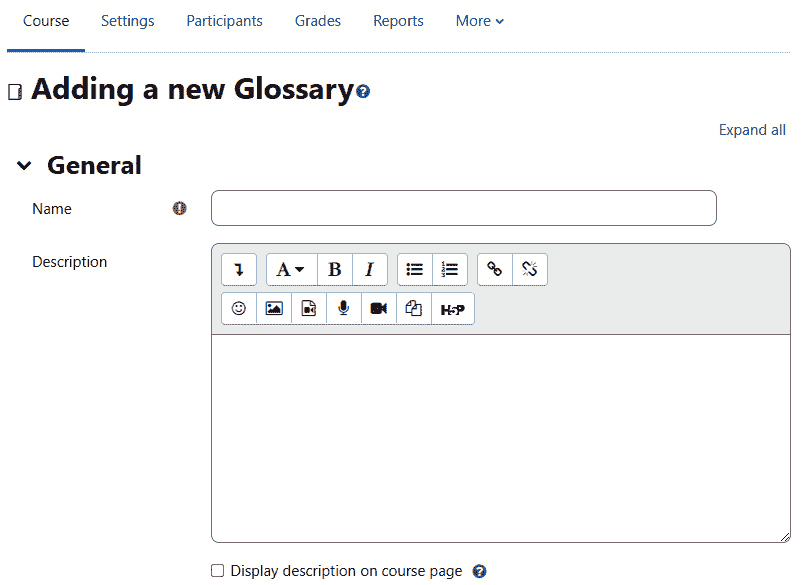 Course Settings Participants Grades Reports More
Adding a new Glossary
Expand all
General
Name
Description
A B I
H5P
Display description on course page